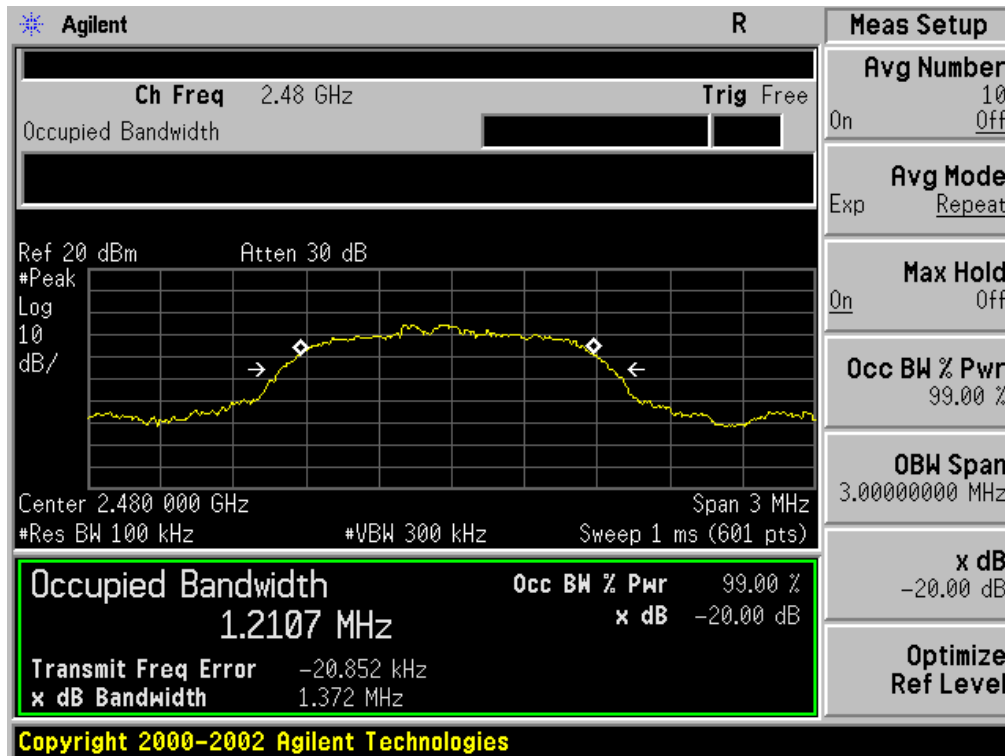 Agilent R Meas Setup
Ch Freq 2.48 GHz Trig Free
Occupied Bandwidth
Ref 20 dBm Atten 30 dB
#Peak
Log
10
dB/
Center 2.480 000 GHz Span 3 MHz
#Res BW 100 kHz #VBW 300 kHz Sweep 1 ms (601 pts)
Occupied Bandwidth Occ BW % Pwr 99.00 %
1.2107 MHz x dB -20.00 dB
Transmit Freq Error -20.852 kHz
x dB Bandwidth 1.372 MHz
Copyright 2000-2002 Agilent Technologies
Avg Number
10
On Off
Avg Mode
Exp Repeat
Max Hold
On Off
Occ BW % Pwr
99.00 %
OBW Span
3.00000000 MHz
x dB
-20.00 dB
Optimize
Ref Level